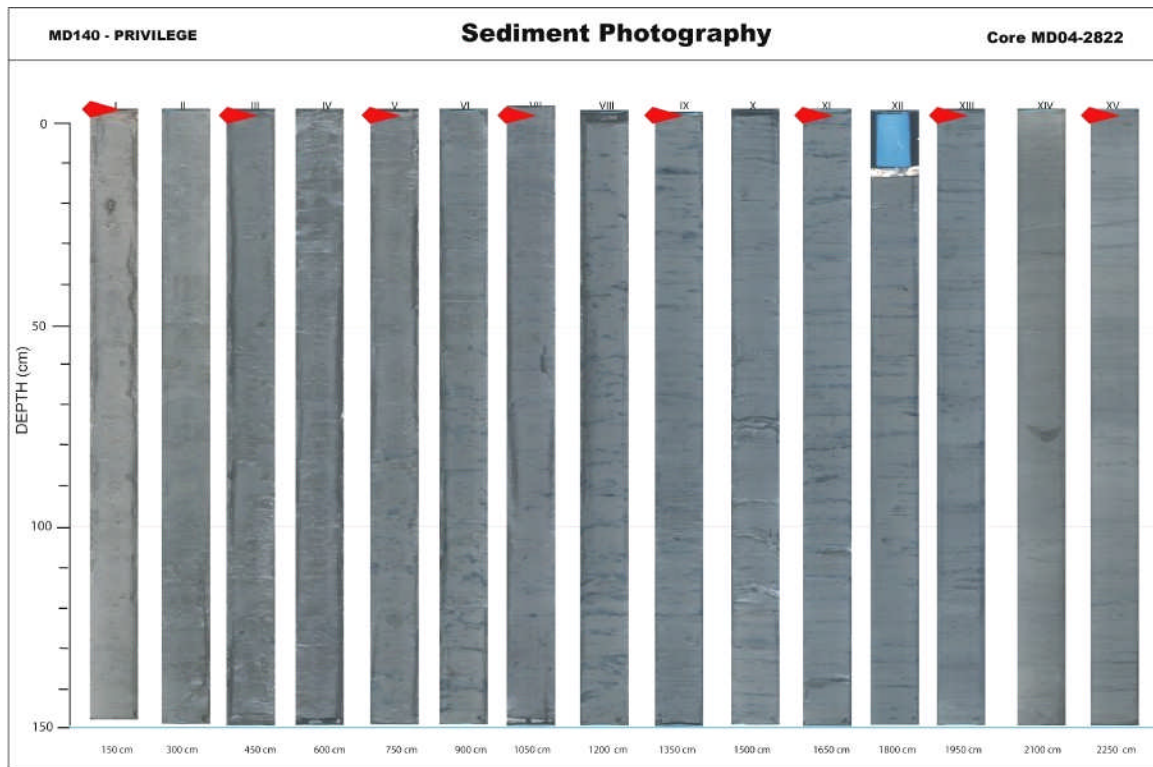 MD140 - PRIVILEGE
Sediment Photography
Core MD04-2822
I II III IV V VI VII VIII IX X XI XII XIII XIV XV
0
50
DEPTH (cm)
100
150
150 cm 300 cm 450 cm 600 cm 750 cm 900 cm 1050 cm 1200 cm 1350 cm 1500 cm 1650 cm 1800 cm 1950 cm 2100 cm 2250 cm